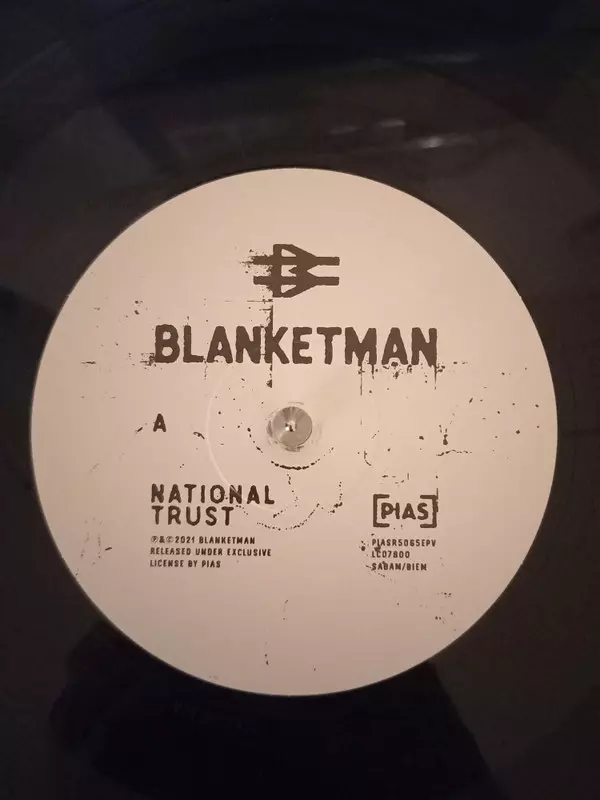 BLANKETMAN
A
NATIONAL
TRUST
℗&©2021 BLANKETMAN
RELEASED UNDER EXCLUSIVE
LICENSE BY PIAS
[PIAS]
PIASR5065EPV
LC07800
SABAM/BIEM